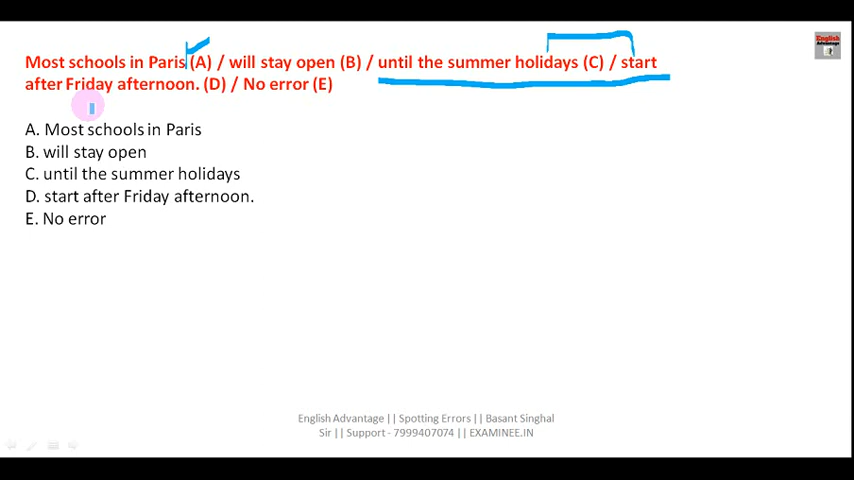 Most schools in Paris (A) / will stay open (B) / until the summer holidays (C) / start
after Friday afternoon. (D) / No error (E)
A. Most schools in Paris
B. will stay open
C. until the summer holidays
D. start after Friday afternoon.
E. No error
English Advantage || Spotting Errors || Basant Singhal
Sir || Support - 7999407074 || EXAMINEE.IN
English
Advantage